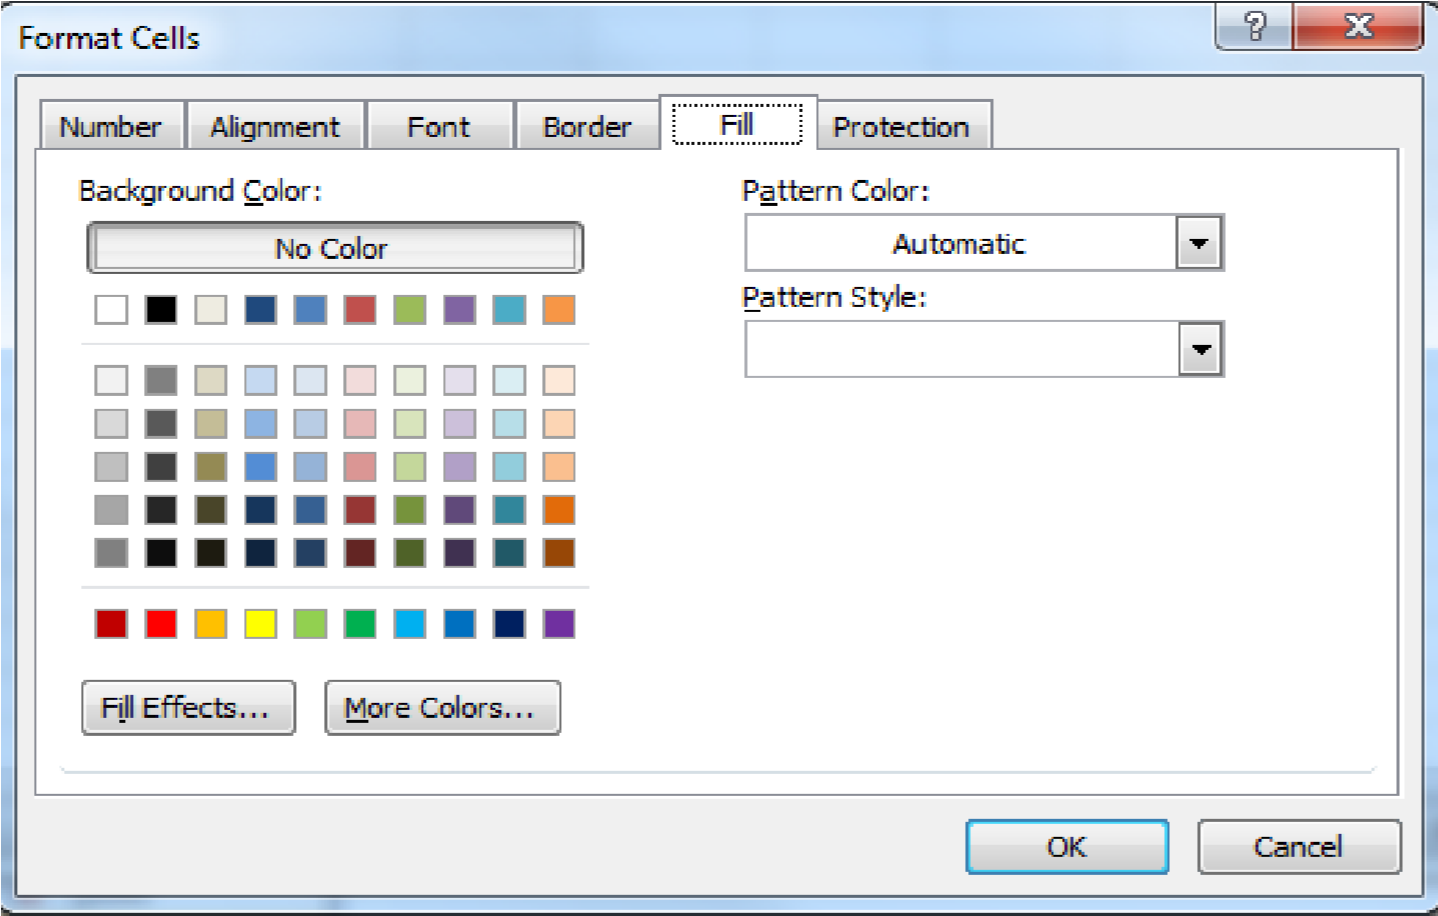 Format Cells
Number Alignment Font Border Fill Protection
Background Color:
No Color
Pattern Color:
Automatic
Pattern Style:
Fill Effects... More Colors...
OK Cancel